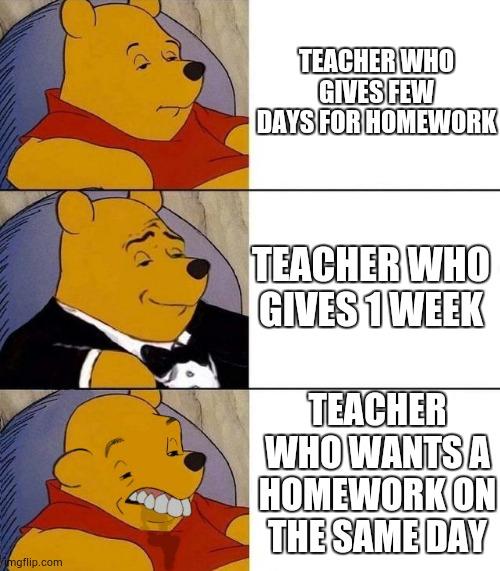 TEACHER WHO
GIVES FEW
DAYS FOR HOMEWORK
TEACHER WHO
GIVES 1 WEEK
TEACHER
WHO WANTS A
HOMEWORK ON
THE SAME DAY
imgflip.com